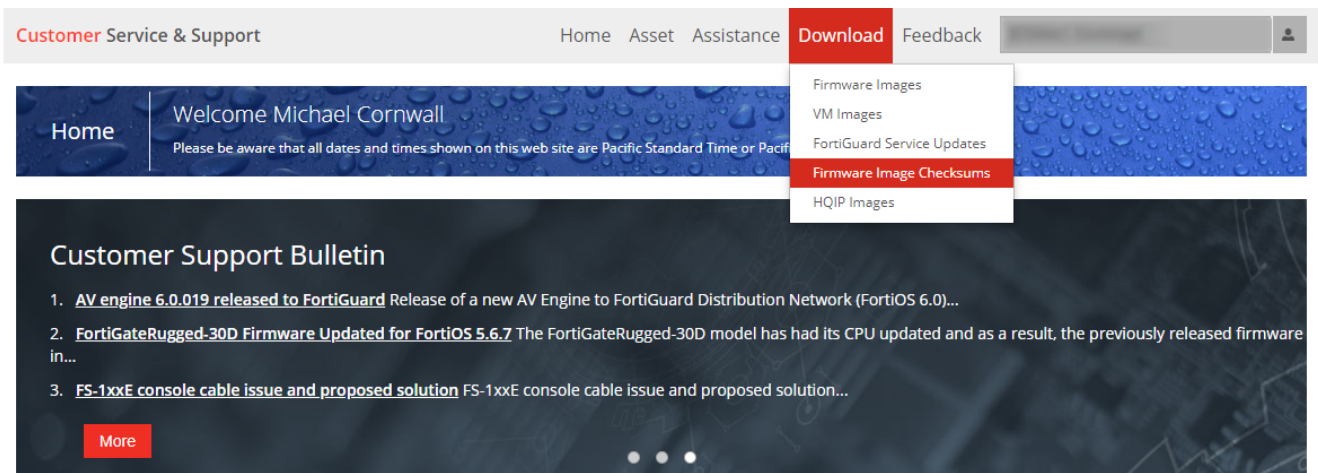 Customer Service & Support
Home Asset Assistance Download Feedback
Firmware Images
VM Images
FortiGuard Service Updates
Firmware Image Checksums
HQIP Images
Home
Welcome Michael Cornwall
Please be aware that all dates and times shown on this web site are Pacific Standard Time or
Customer Support Bulletin
1. AV engine 6.0.019 released to FortiGuard Release of a new AV Engine to FortiGuard Distribution Network (FortiOS 6.0)...
2. FortiGateRugged-30D Firmware Updated for FortiOS 5.6.7 The FortiGateRugged-30D model has had its CPU updated and as a result, the previously released firmware
in...
3. FS-1xxE console cable issue and proposed solution FS-1xxE console cable issue and proposed solution...
More